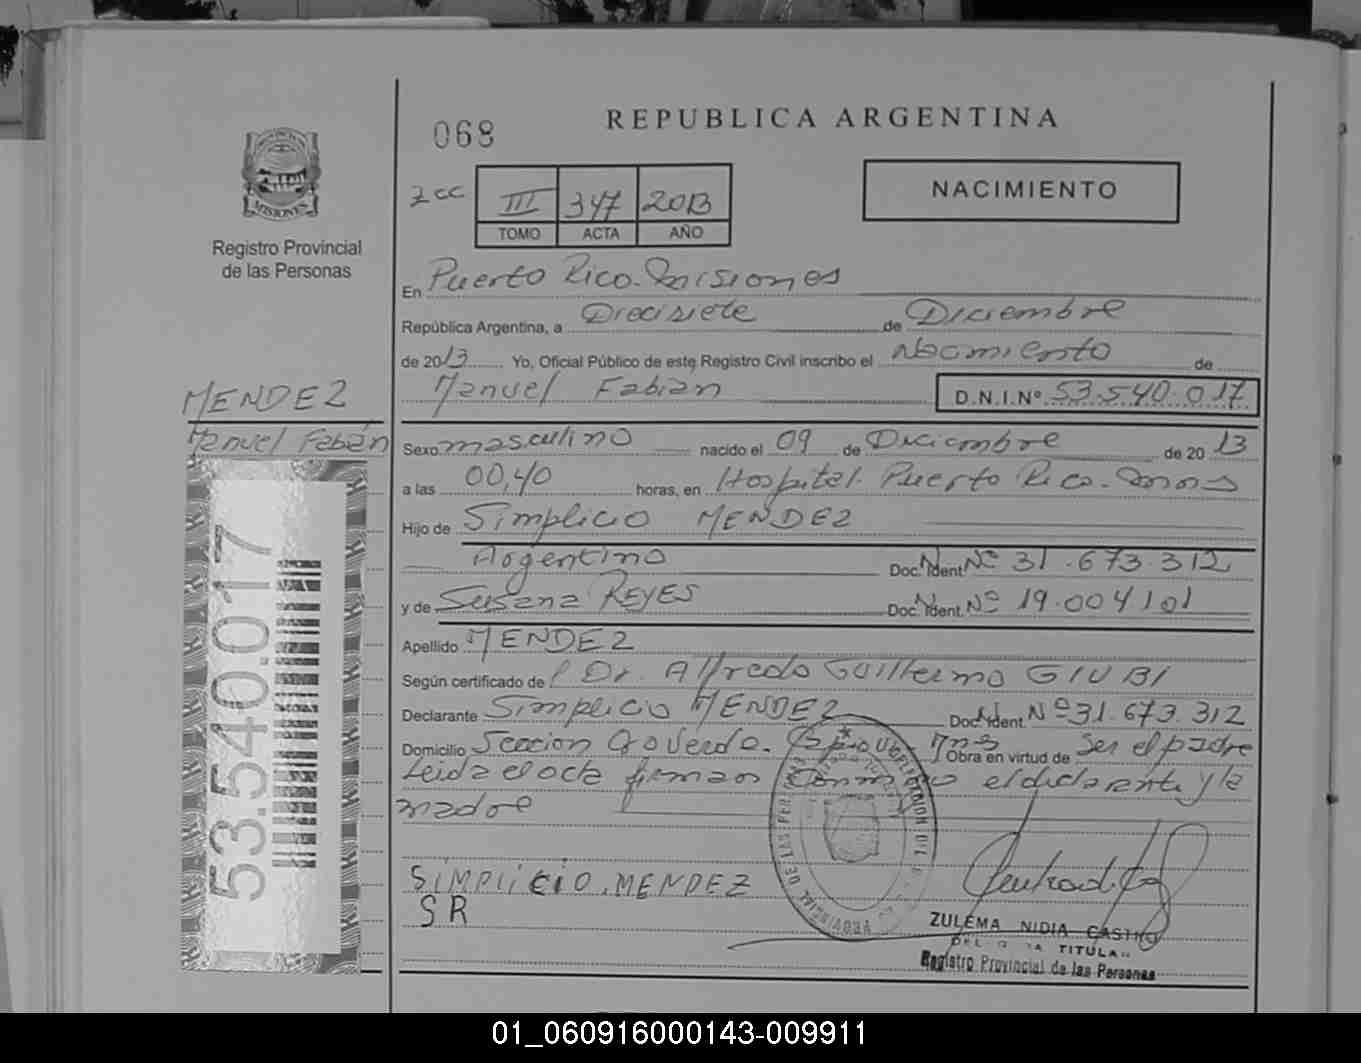 068
REPUBLICA ARGENTINA
NACIMIENTO
2cc III 347 2013
TOMO ACTA AÑO
MISIONES
Registro Provincial
de las Personas
En Puerto Rico. Misiones
República Argentina, a Diecisiete de Diciembre
de 2013 Yo, Oficial Público de este Registro Civil inscribo el Nacimiento de
Manuel Fabian D.N.I.Nº 53.540.017
MENDEZ
Manuel Fabián
Sexo masculino nacido el 09 de Diciembre de 2013
a las 00,40 horas, en Hospital. Puerto Rico.
Hijo de Simplicio MENDEZ
Argentino Doc. Ident. Nº 31.673.312
y de Susana REYES Doc. Ident. Nº 19.004101
Apellido MENDEZ
Según certificado de Dr. Alfredo Guillermo GIUBI
Declarante Simplicio MENDEZ Doc. Ident. Nº 31.673.312
Domicilio Seccion Obra en virtud de Ser el padre
Leida el acta firman el declarante y la
madre
53.540.017
SIMPLICIO.MENDEZ
SR
ZULEMA NIDIA CASTRO
TITULA
Registro Provincial de las Personas
01_060916000143-009911